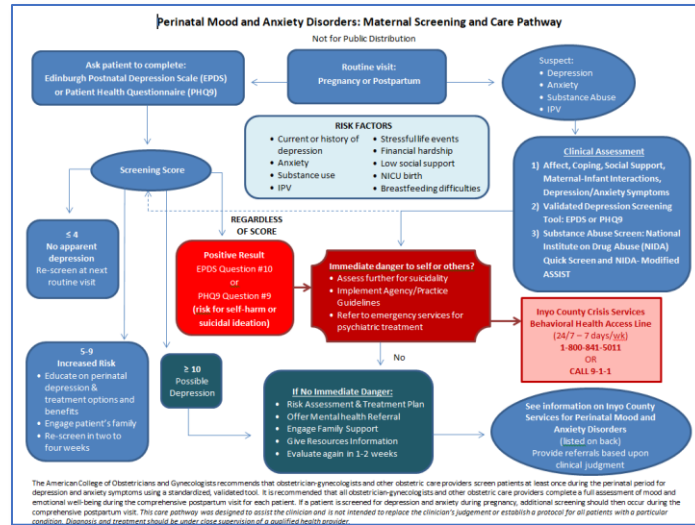 Perinatal Mood and Anxiety Disorders: Maternal Screening and Care Pathway
Not for Public Distribution
Ask patient to complete:
Edinburgh Postnatal Depression Scale (EPDS)
or Patient Health Questionnaire (PHQ9)
Routine visit:
Pregnancy or Postpartum
Suspect:
• Depression
• Anxiety
• Substance Abuse
• IPV
RISK FACTORS
• Current or history of
depression
• Anxiety
• Substance use
• IPV
• Stressful life events
• Financial hardship
• Low social support
• NICU birth
• Breastfeeding difficulties
Clinical Assessment
1) Affect, Coping, Social Support,
Maternal-Infant Interactions,
Depression/Anxiety Symptoms
2) Validated Depression Screening
Tool: EPDS or PHQ9
3) Substance Abuse Screen: National
Institute on Drug Abuse (NIDA)
Quick Screen and NIDA- Modified
ASSIST
Screening Score
≤ 4
No apparent
depression
Re-screen at next
routine visit
REGARDLESS
OF SCORE
Positive Result
EPDS Question #10
or
PHQ9 Question #9
(risk for self-harm or
suicidal ideation)
Immediate danger to self or others?
• Assess further for suicidality
• Implement Agency/Practice
Guidelines
• Refer to emergency services for
psychiatric treatment
Inyo County Crisis Services
Behavioral Health Access Line
(24/7 – 7 days/wk)
1-800-841-5011
OR
CALL 9-1-1
No
5-9
Increased Risk
• Educate on perinatal
depression &
treatment options and
benefits
• Engage patient's family
• Re-screen in two to
four weeks
≥ 10
Possible
Depression
If No Immediate Danger:
• Risk Assessment & Treatment Plan
• Offer Mental health Referral
• Engage Family Support
• Give Resources Information
• Evaluate again in 1-2 weeks
See information on Inyo County
Services for Perinatal Mood and
Anxiety Disorders
(listed on back)
Provide referrals based upon
clinical judgment
The American College of Obstetricians and Gynecologists recommends that obstetrician-gynecologists and other obstetric care providers screen patients at least once during the perinatal period for
depression and anxiety symptoms using a standardized, validated tool. It is recommended that all obstetrician-gynecologists and other obstetric care providers complete a full assessment of mood and
emotional well-being during the comprehensive postpartum visit for each patient. If a patient is screened for depression and anxiety during pregnancy, additional screening should then occur during the
comprehensive postpartum visit. This care pathway was designed to assist the clinician and is not intended to replace the clinician's judgement or establish a protocol for all patients with a particular
condition. Diagnosis and treatment should be under close supervision of a qualified health provider.